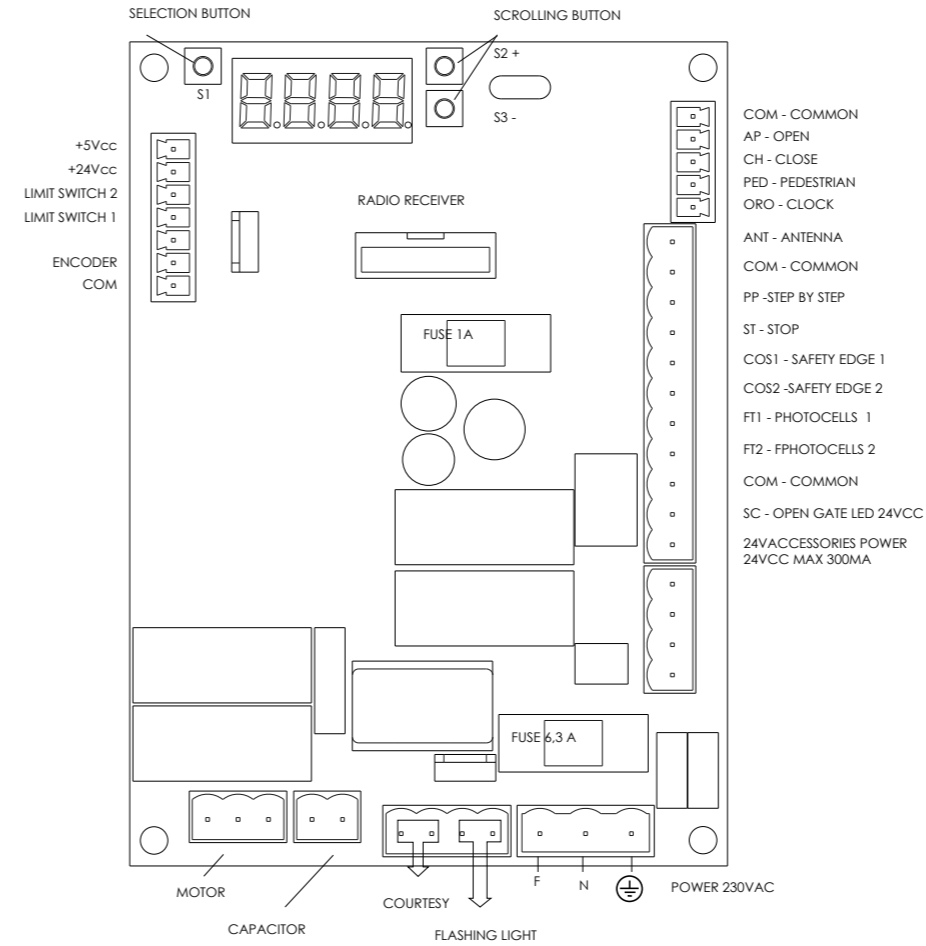 SELECTION BUTTON
SCROLLING BUTTON
S1
S2 +
S3 -
+5Vcc
+24Vcc
LIMIT SWITCH 2
LIMIT SWITCH 1
ENCODER
COM
RADIO RECEIVER
FUSE 1A
COM - COMMON
AP - OPEN
CH - CLOSE
PED - PEDESTRIAN
ORO - CLOCK
ANT - ANTENNA
COM - COMMON
PP -STEP BY STEP
ST - STOP
COS1 - SAFETY EDGE 1
COS2 -SAFETY EDGE 2
FT1 - PHOTOCELLS 1
FT2 - FPHOTOCELLS 2
COM - COMMON
SC - OPEN GATE LED 24VCC
24VACCESSORIES POWER
24VCC MAX 300MA
FUSE 6,3 A
MOTOR
CAPACITOR
COURTESY
FLASHING LIGHT
F
N
POWER 230VAC